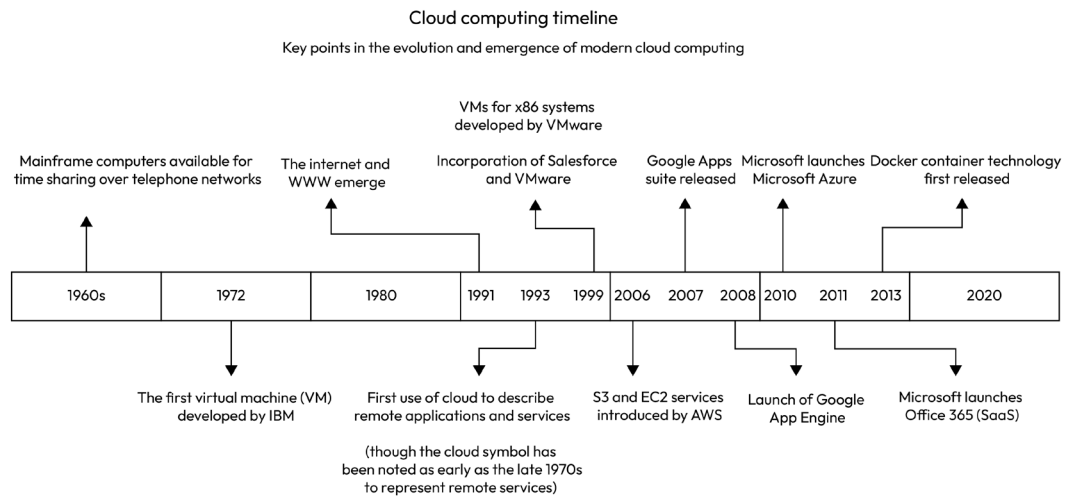 Cloud computing timeline
Key points in the evolution and emergence of modern cloud computing
VMs for x86 systems
developed by VMware
Mainframe computers available for
time sharing over telephone networks
The internet and
WWW emerge
Incorporation of Salesforce
and VMware
Google Apps
suite released
Microsoft launches
Microsoft Azure
Docker container technology
first released
1960s
1972
1980
1991
1993
1999
2006
2007
2008
2010
2011
2013
2020
The first virtual machine (VM)
developed by IBM
First use of cloud to describe
remote applications and services
(though the cloud symbol has
been noted as early as the late 1970s
to represent remote services)
S3 and EC2 services
introduced by AWS
Launch of Google
App Engine
Microsoft launches
Office 365 (SaaS)